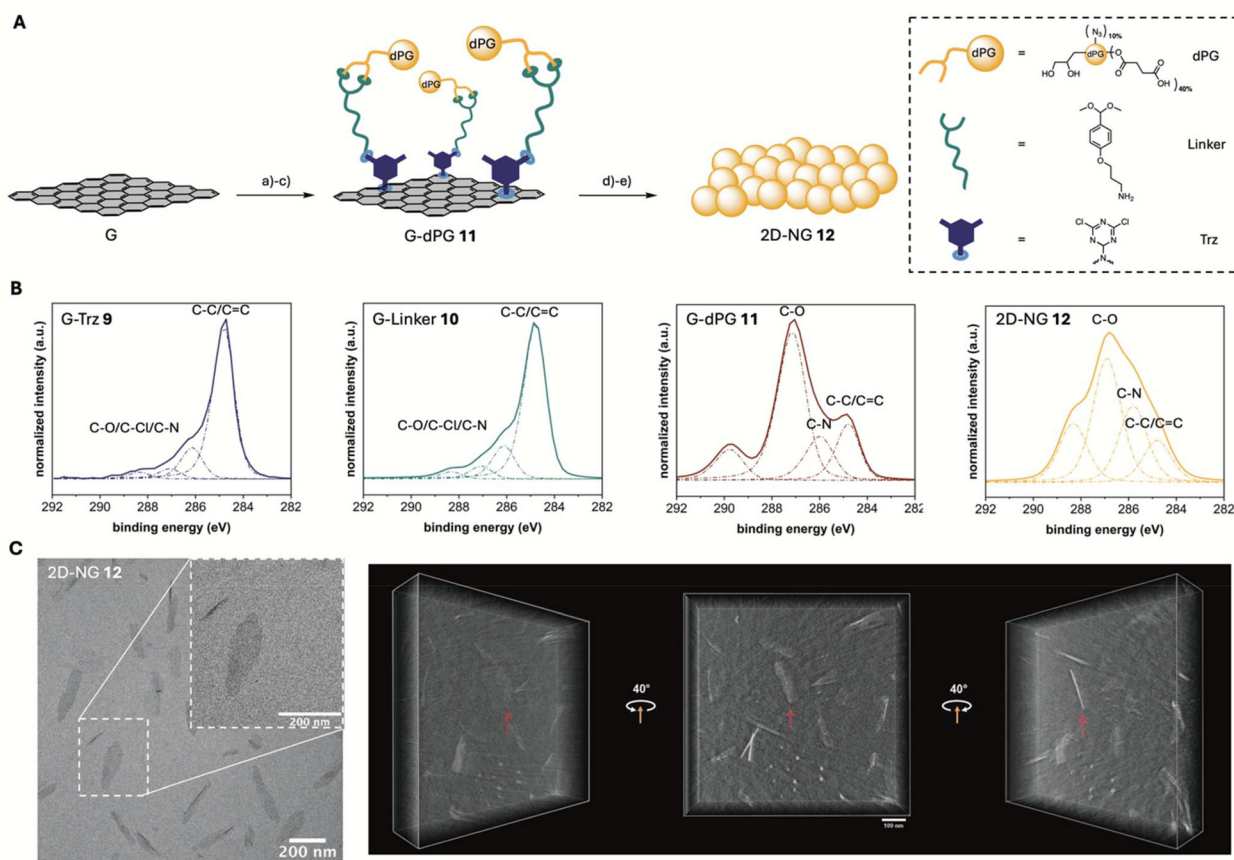 A
G
a)-c)
dPG
dPG
dPG
G-dPG 11
d)-e)
2D-NG 12
dPG
=
(N₃)10%
HO
OH
dPG
O
O
O
OH
40%
dPG
=
O
O
O
NH₂
Linker
=
Cl
N
Cl
N
N
N
Trz
B
G-Trz 9
C-C/C=C
C-O/C-Cl/C-N
normalized intensity (a.u.)
292 290 288 286 284 282
binding energy (eV)
G-Linker 10
C-C/C=C
C-O/C-Cl/C-N
normalized intensity (a.u.)
292 290 288 286 284 282
binding energy (eV)
G-dPG 11
C-O
C-C/C=C
C-N
normalized intensity (a.u.)
292 290 288 286 284 282
binding energy (eV)
2D-NG 12
C-O
C-N
C-C/C=C
normalized intensity (a.u.)
292 290 288 286 284 282
binding energy (eV)
C
2D-NG 12
200 nm
200 nm
40°
100 nm
40°